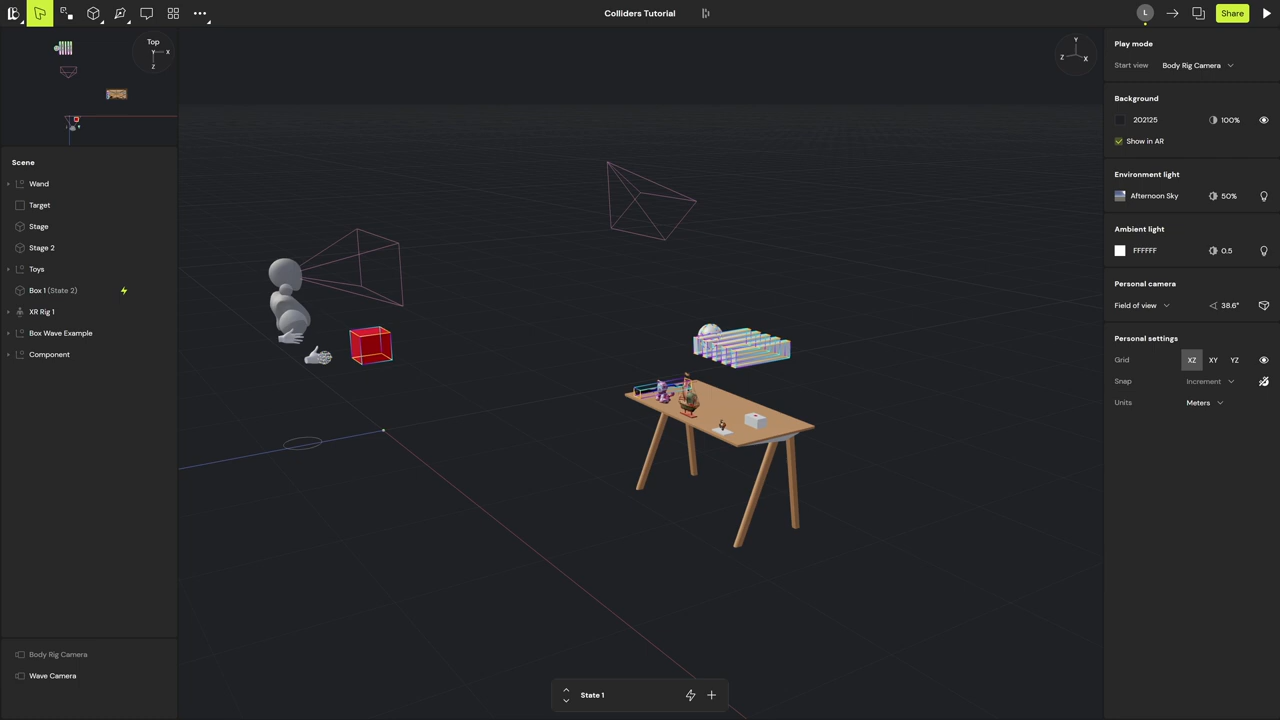 Colliders Tutorial
L
Share
Top
Y
X
Z
Y
Z
X
Scene
Wand
Target
Stage
Stage 2
Toys
Box 1 (State 2)
XR Rig 1
Box Wave Example
Component
Body Rig Camera
Wave Camera
State 1
Play mode
Start view Body Rig Camera
Background
202125 100%
Show in AR
Environment light
Afternoon Sky 50%
Ambient light
FFFFFF 0.5
Personal camera
Field of view 38.6°
Personal settings
Grid XZ XY YZ
Snap Increment
Units Meters